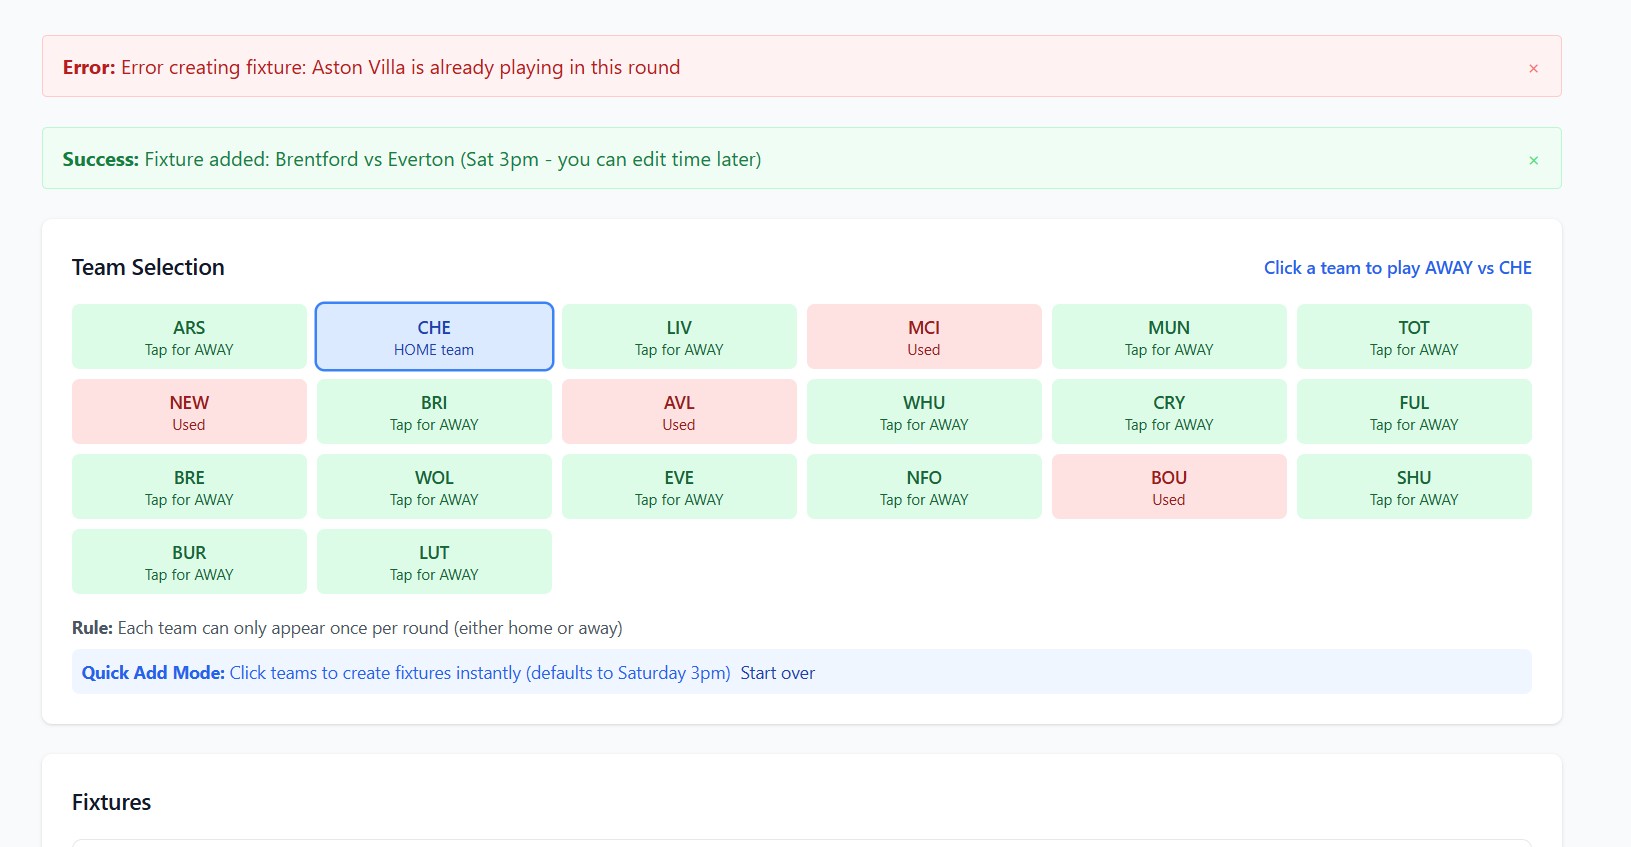 Error: Error creating fixture: Aston Villa is already playing in this round ×
Success: Fixture added: Brentford vs Everton (Sat 3pm - you can edit time later) ×
Team Selection
Click a team to play AWAY vs CHE
ARS
Tap for AWAY
CHE
HOME team
LIV
Tap for AWAY
MCI
Used
MUN
Tap for AWAY
TOT
Tap for AWAY
NEW
Used
BRI
Tap for AWAY
AVL
Used
WHU
Tap for AWAY
CRY
Tap for AWAY
FUL
Tap for AWAY
BRE
Tap for AWAY
WOL
Tap for AWAY
EVE
Tap for AWAY
NFO
Tap for AWAY
BOU
Used
SHU
Tap for AWAY
BUR
Tap for AWAY
LUT
Tap for AWAY
Rule: Each team can only appear once per round (either home or away)
Quick Add Mode: Click teams to create fixtures instantly (defaults to Saturday 3pm) Start over
Fixtures